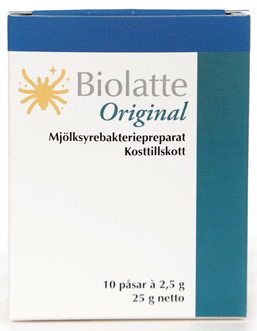 Biolatte
Original
Mjölksyrebakteriepreparat
Kosttillskott
10 påsar à 2,5 g
25 g netto